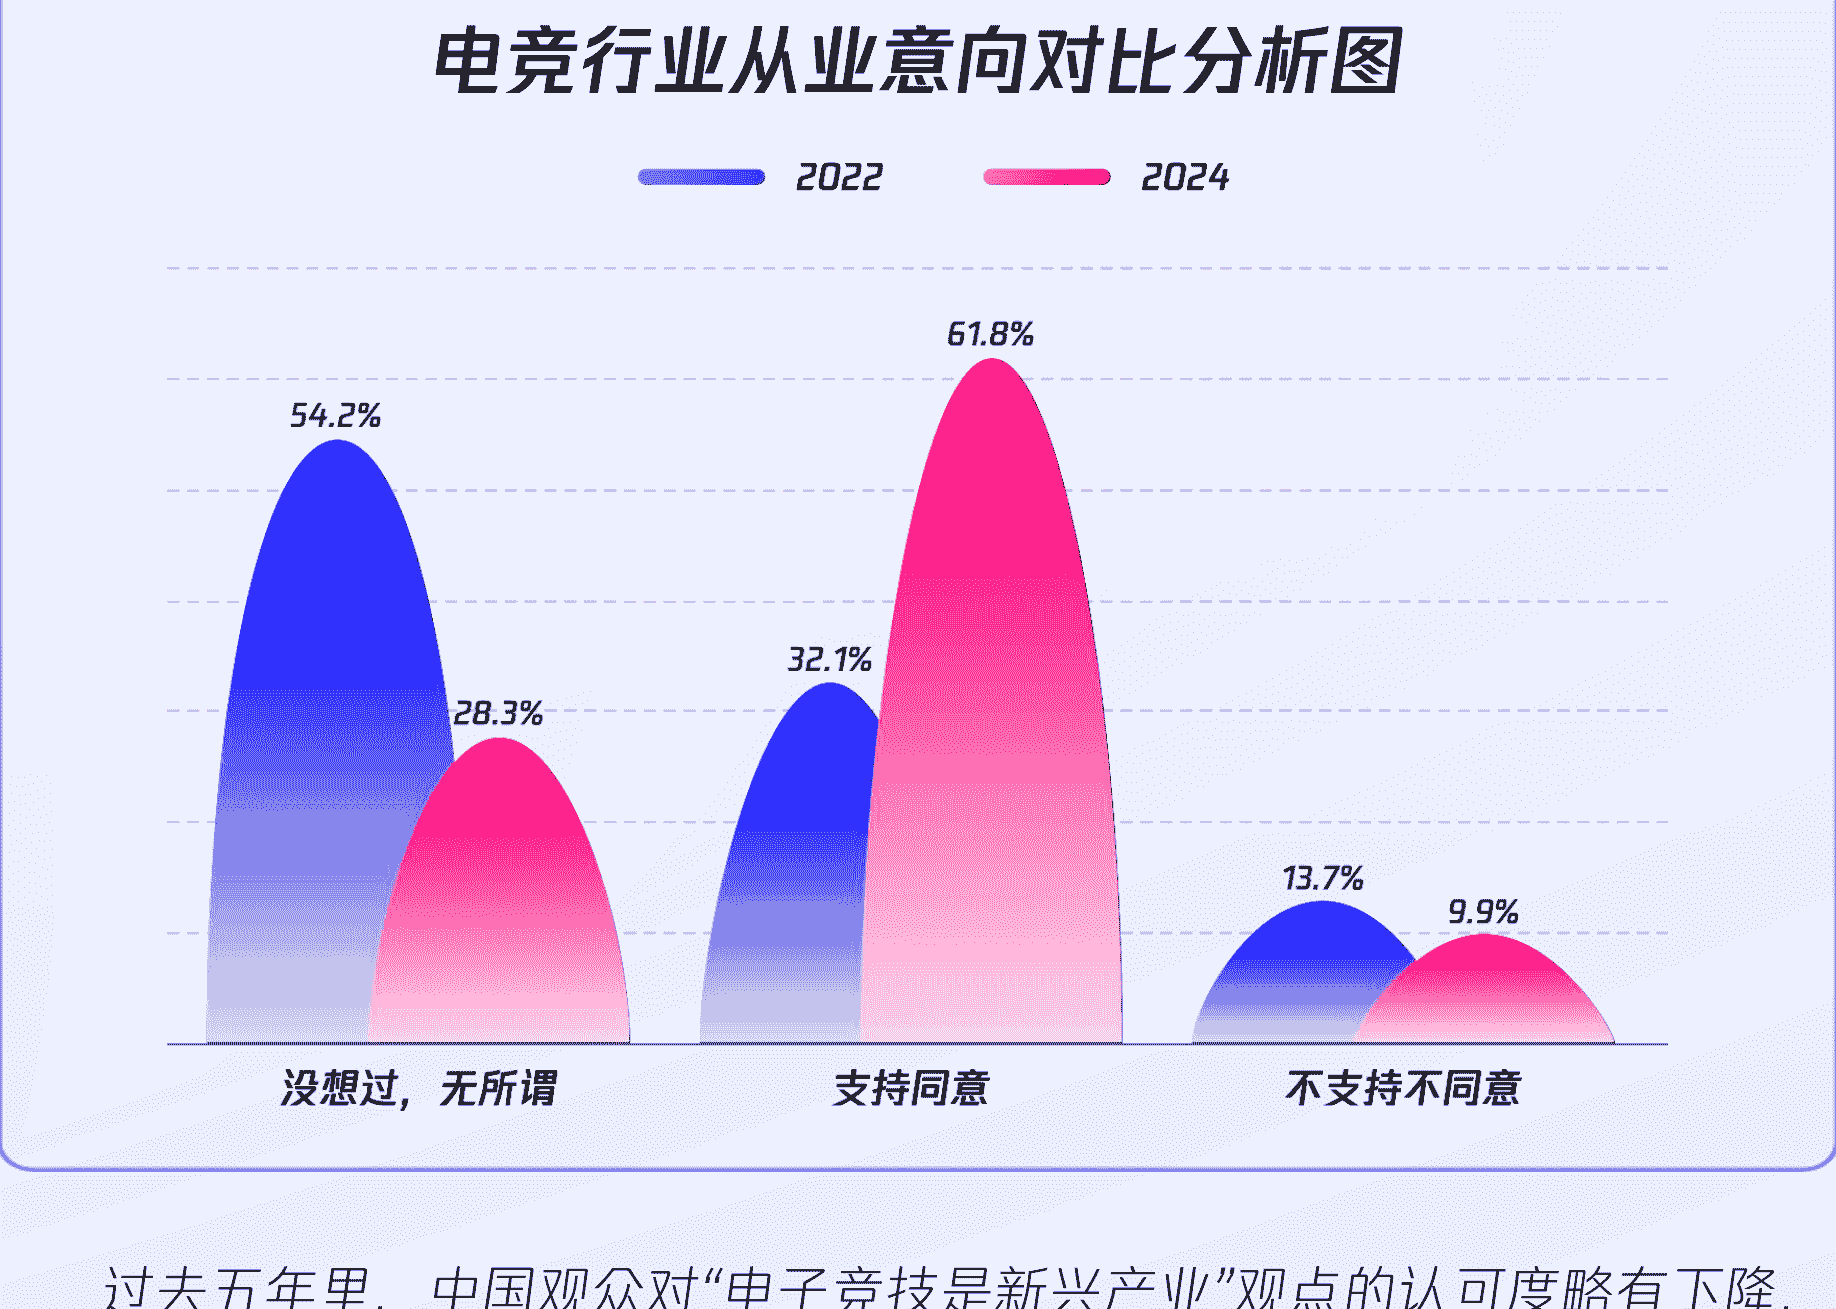 电竞行业从业意向对比分析图
2022 2024
61.8%
54.2%
32.1%
28.3%
13.7%
9.9%
没想过，无所谓 支持同意 不支持不同意
过去五年里，中国观众对“电子竞技是新兴产业”观点的认可度略有下降，